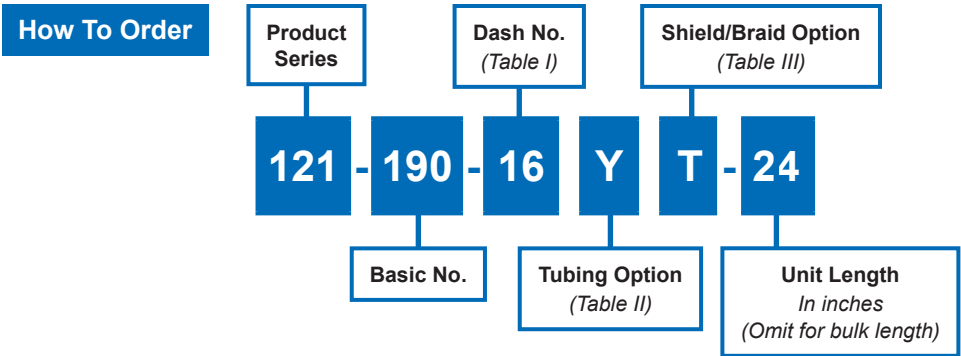 How To Order
Product
Series
Dash No.
(Table I)
Shield/Braid Option
(Table III)
121 - 190 - 16 Y T - 24
Basic No.
Tubing Option
(Table II)
Unit Length
In inches
(Omit for bulk length)